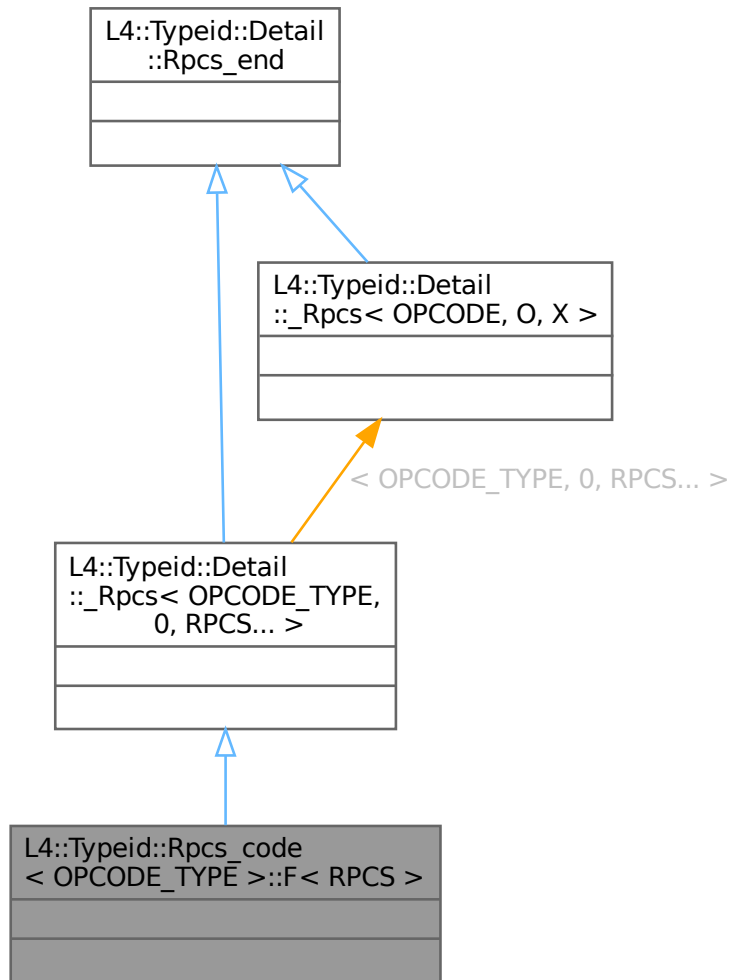 L4::Typeid::Detail
::Rpcs_end
L4::Typeid::Detail
::_Rpcs< OPCODE, O, X >
< OPCODE_TYPE, 0, RPCS... >
L4::Typeid::Detail
::_Rpcs< OPCODE_TYPE,
0, RPCS... >
L4::Typeid::Rpcs_code
< OPCODE_TYPE >::F< RPCS >